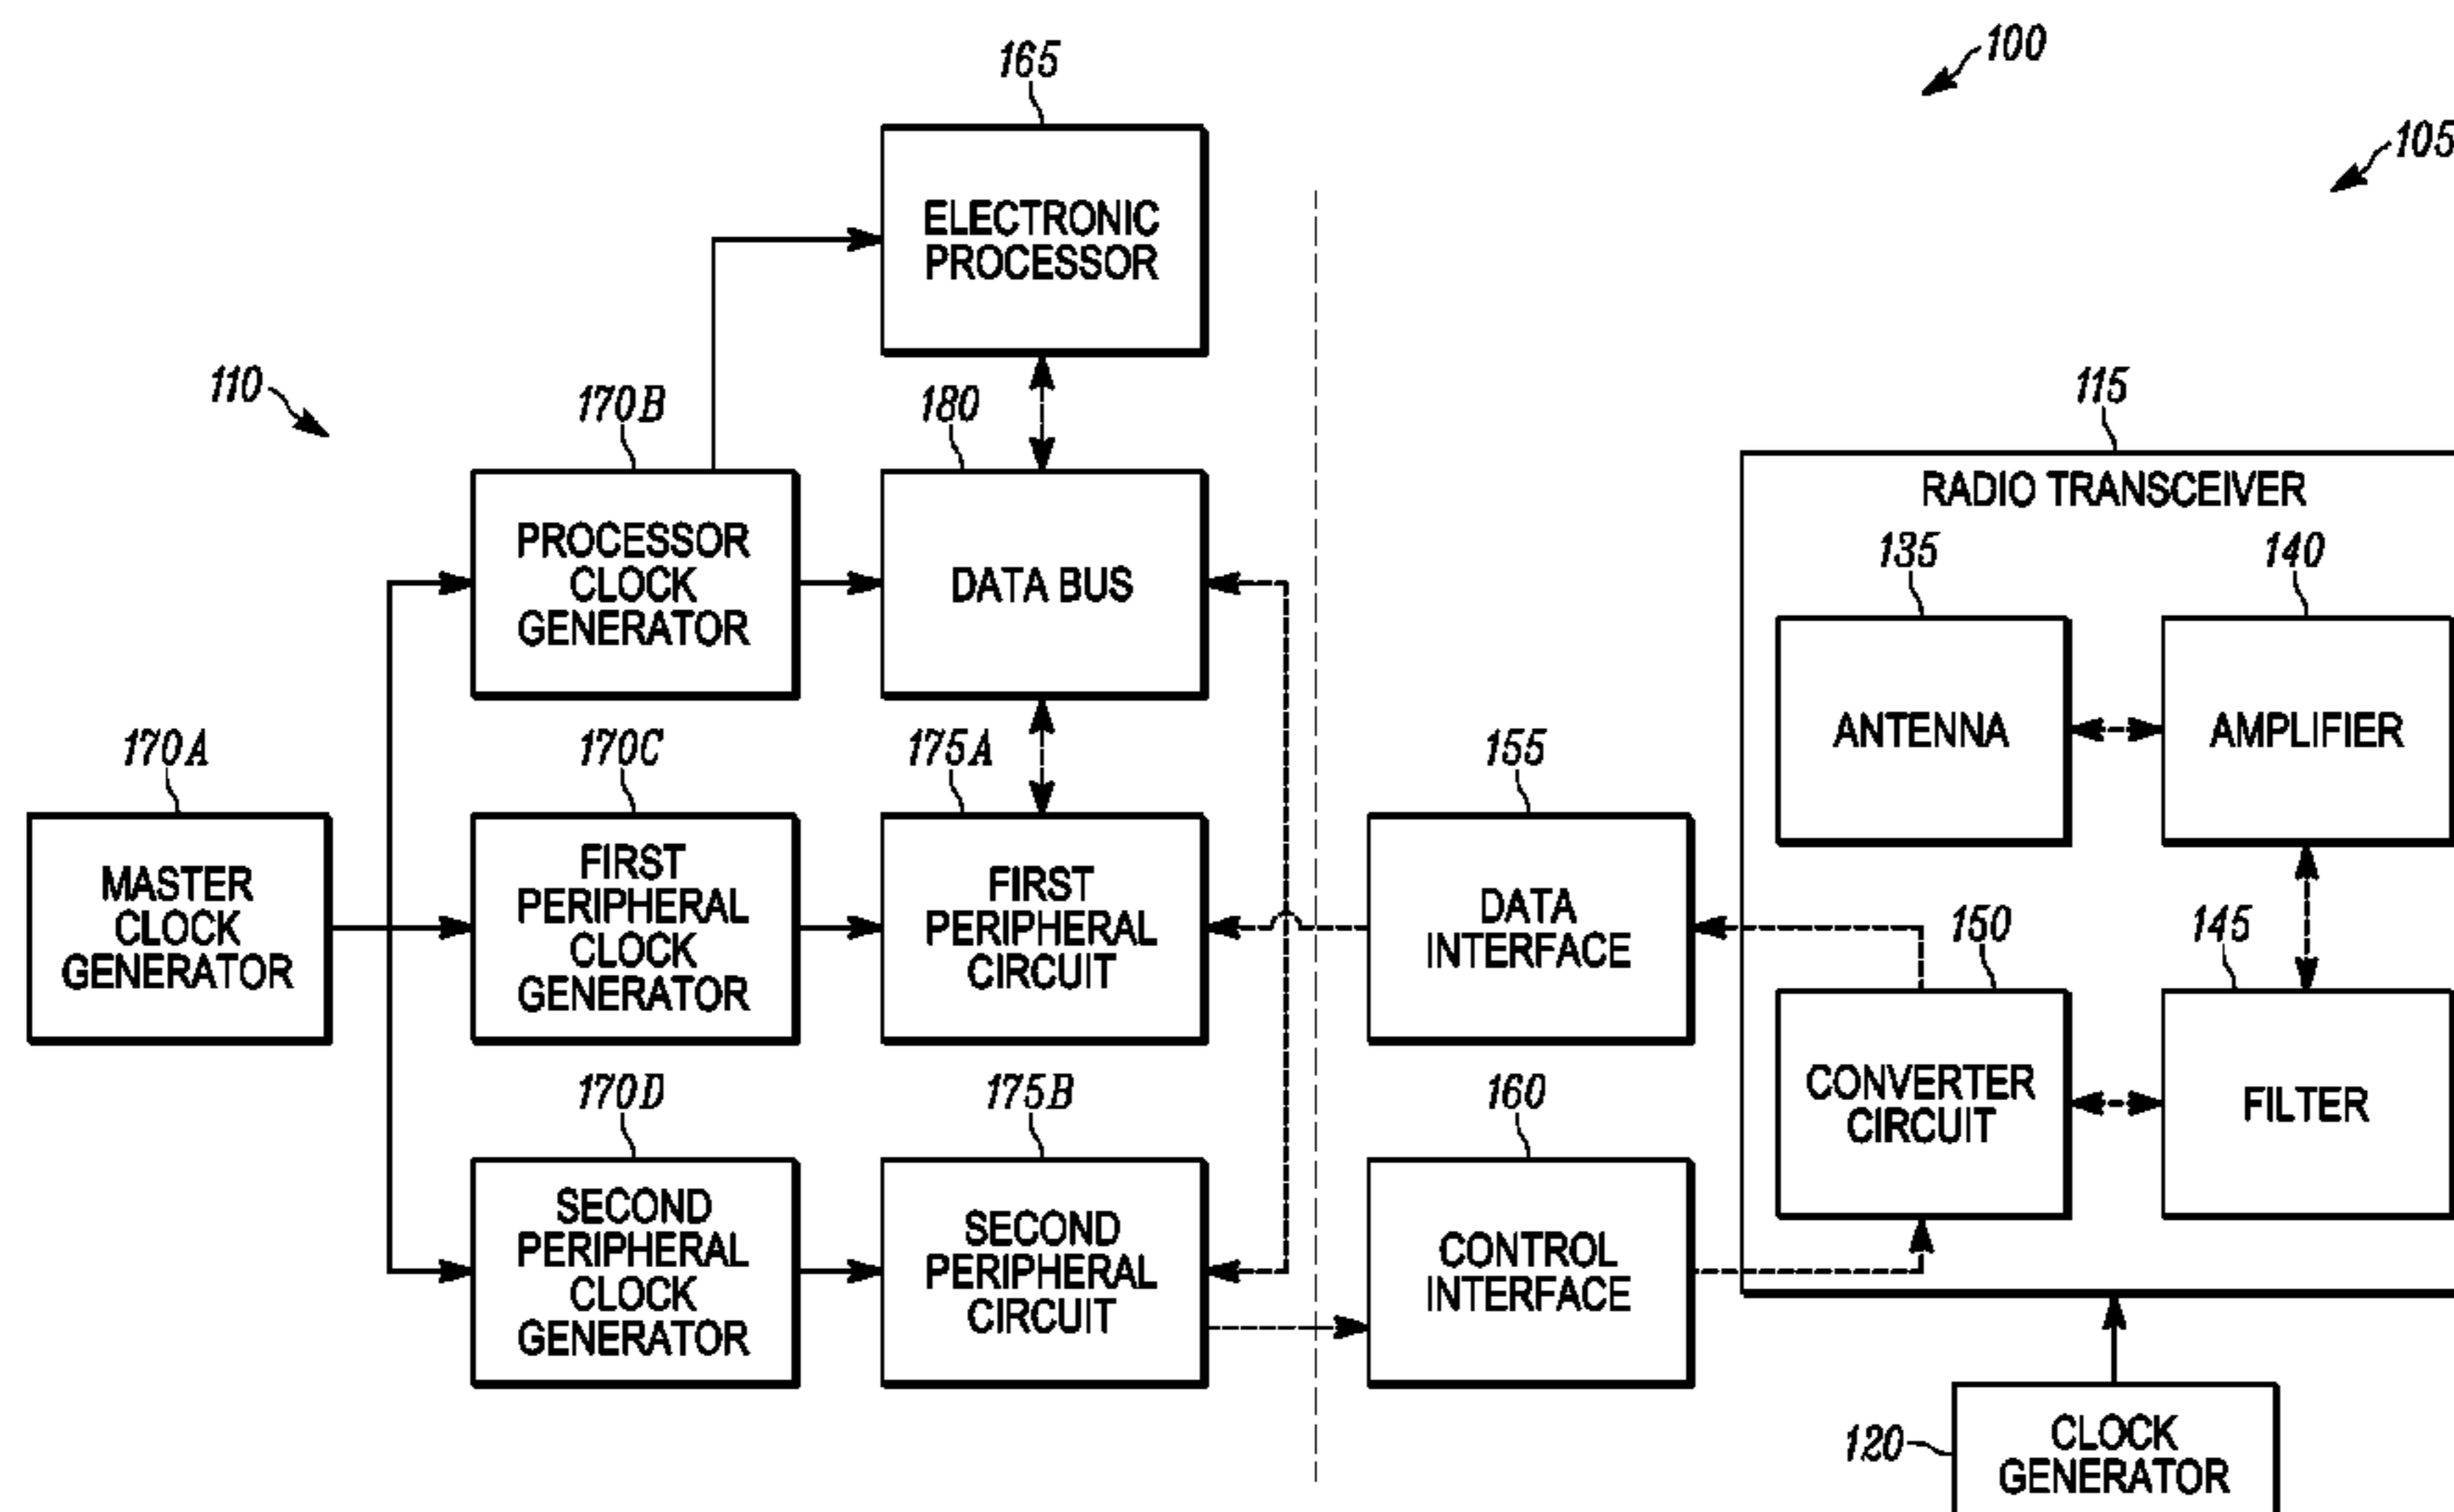 100
105
165
ELECTRONIC
PROCESSOR
110
170B
180
115
RADIO TRANSCEIVER
PROCESSOR
CLOCK
GENERATOR
DATA BUS
135
140
ANTENNA
AMPLIFIER
170A
170C
175A
155
MASTER
CLOCK
GENERATOR
FIRST
PERIPHERAL
CLOCK
GENERATOR
FIRST
PERIPHERAL
CIRCUIT
DATA
INTERFACE
150
145
CONVERTER
CIRCUIT
FILTER
170D
175B
160
SECOND
PERIPHERAL
CLOCK
GENERATOR
SECOND
PERIPHERAL
CIRCUIT
CONTROL
INTERFACE
120
CLOCK
GENERATOR